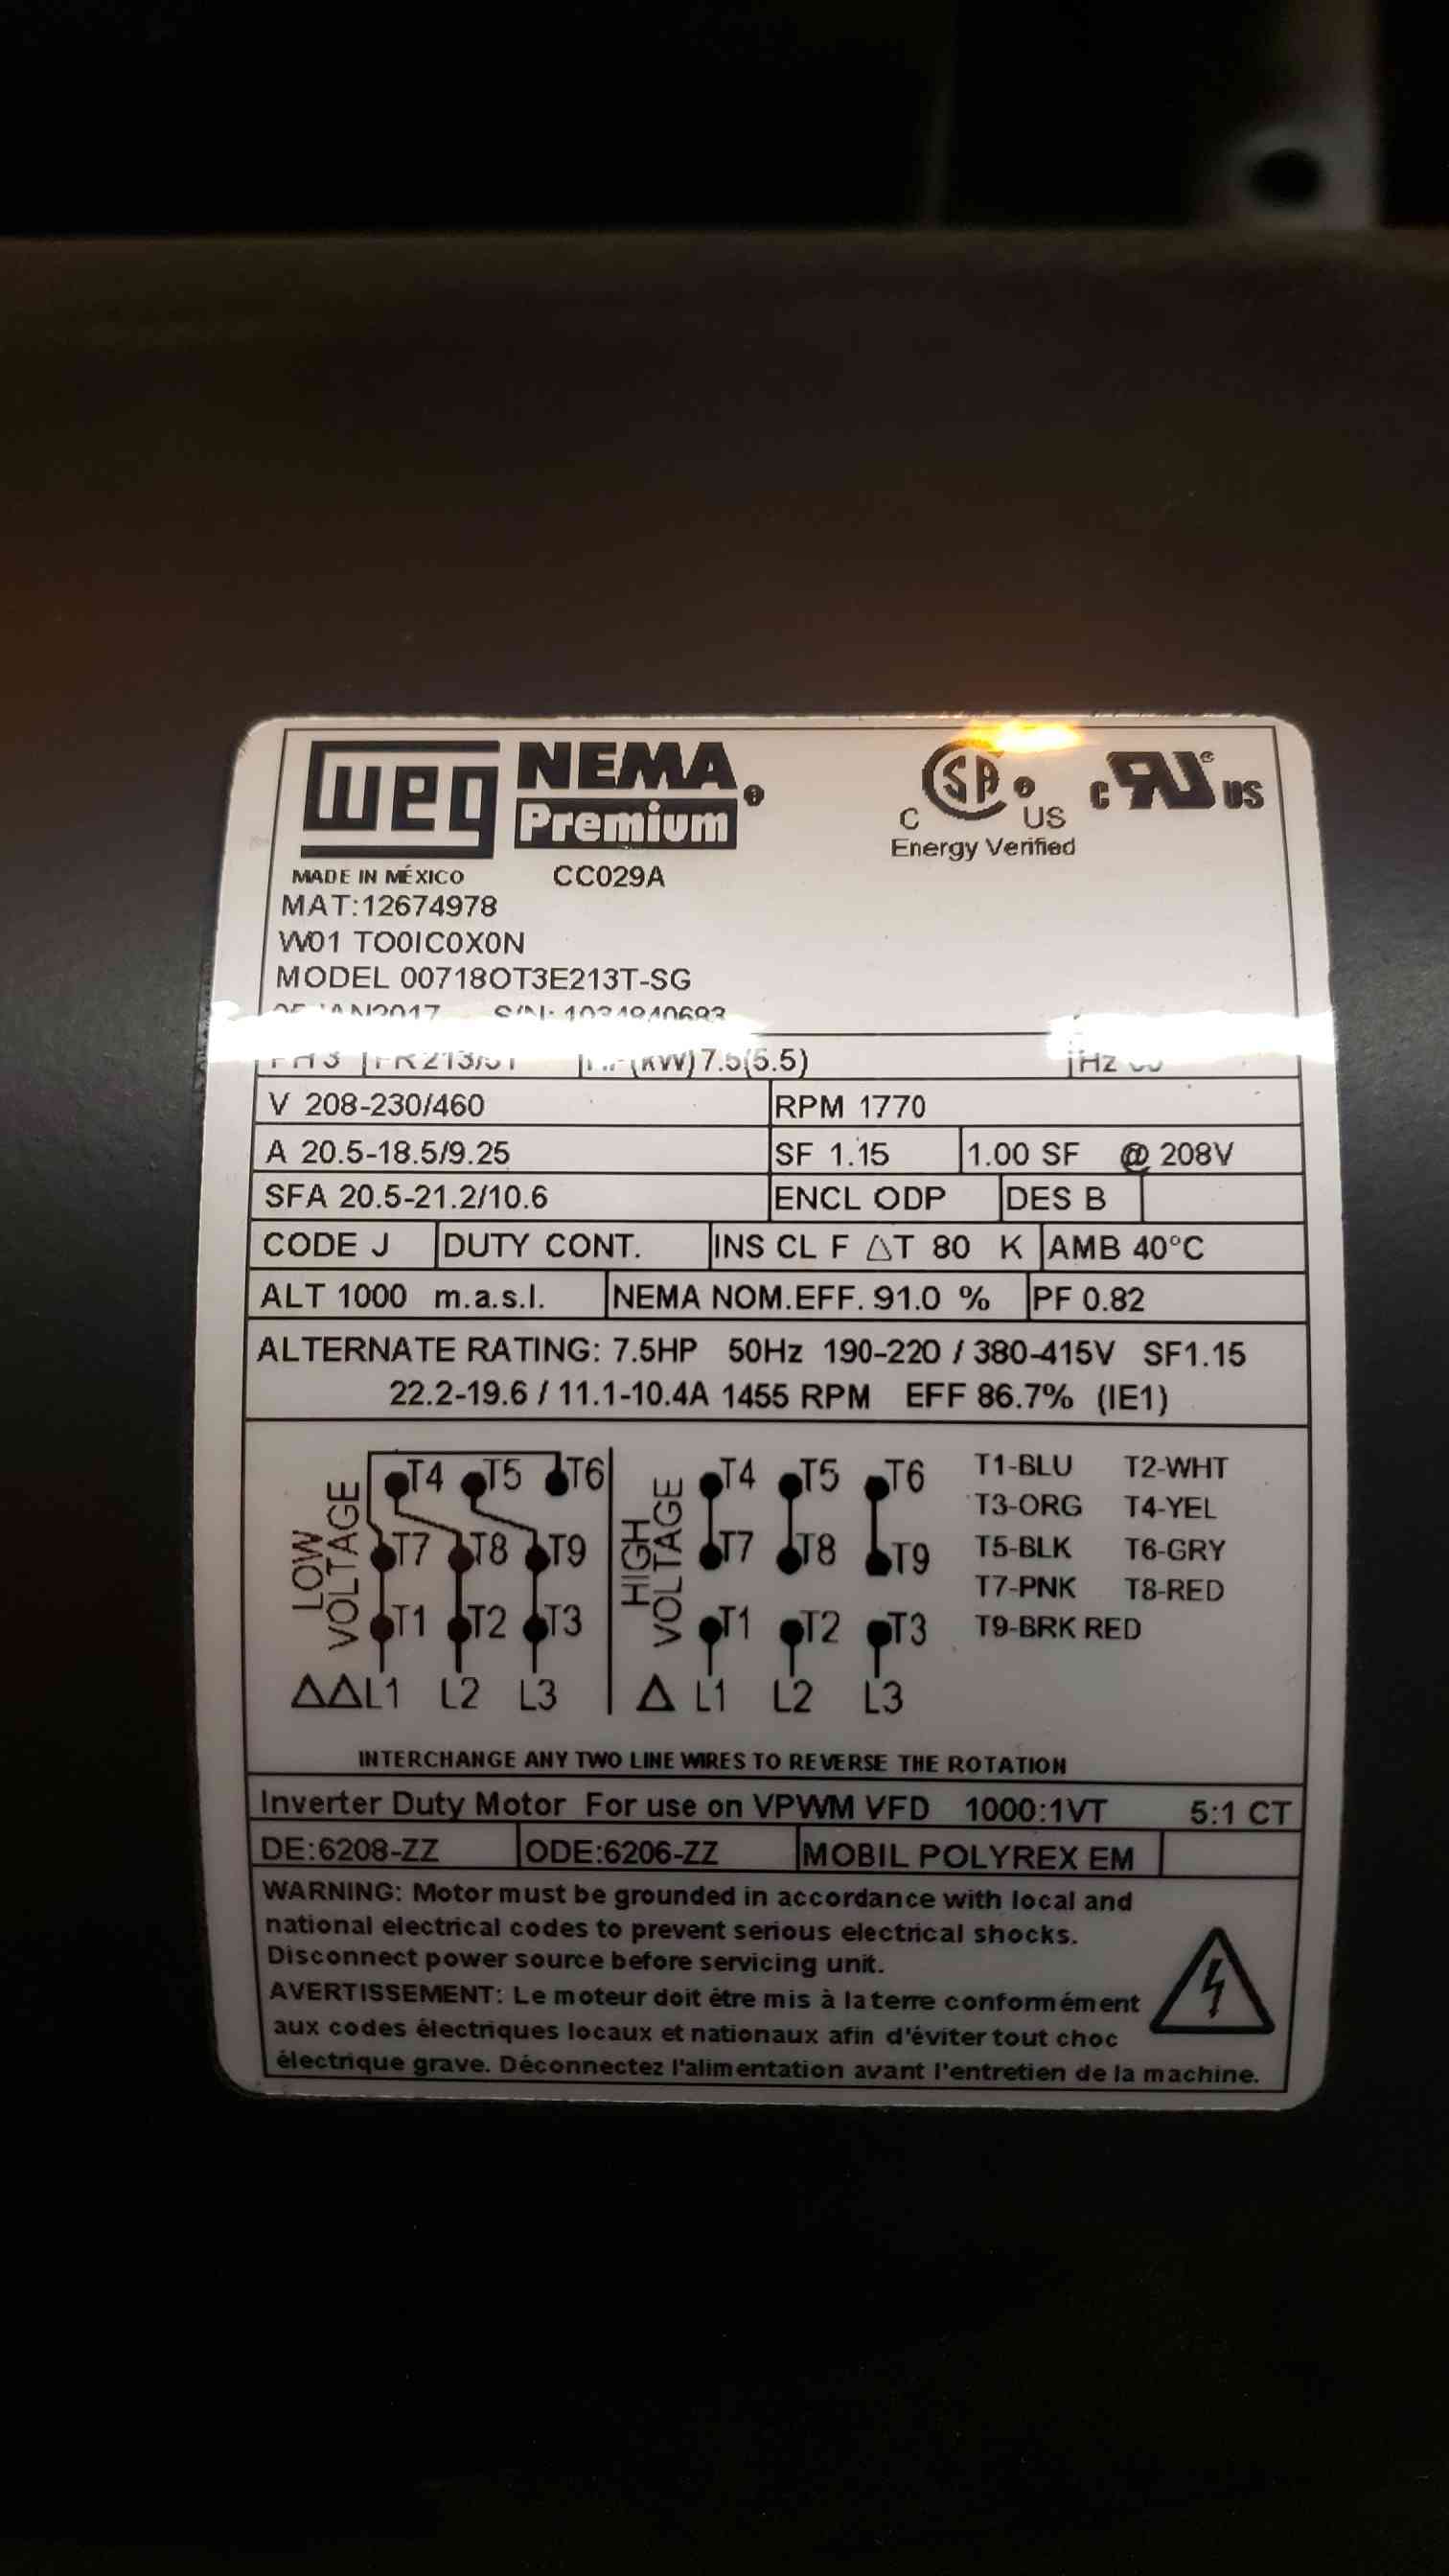 WEG NEMA Premium
C SA US
C RU US
Energy Verified
MADE IN MÉXICO CC029A
MAT:12674978
W01 TO0IC0X0N
MODEL 00718OT3E213T-SG
S/N:
PH 3 FR (kW) 7.5(5.5) Hz
V 208-230/460 RPM 1770
A 20.5-18.5/9.25 SF 1.15 1.00 SF @ 208V
SFA 20.5-21.2/10.6 ENCL ODP DES B
CODE J DUTY CONT. INS CL F △T 80 K AMB 40°C
ALT 1000 m.a.s.l. NEMA NOM.EFF. 91.0 % PF 0.82
ALTERNATE RATING: 7.5HP 50Hz 190-220 / 380-415V SF1.15
22.2-19.6 / 11.1-10.4A 1455 RPM EFF 86.7% (IE1)
LOW VOLTAGE
T4 T5 T6
T7 T8 T9
T1 T2 T3
△△L1 L2 L3
HIGH VOLTAGE
T4 T5 T6
T7 T8 T9
T1 T2 T3
△ L1 L2 L3
T1-BLU T2-WHT
T3-ORG T4-YEL
T5-BLK T6-GRY
T7-PNK T8-RED
T9-BRK RED
INTERCHANGE ANY TWO LINE WIRES TO REVERSE THE ROTATION
Inverter Duty Motor For use on VPWM VFD 1000:1VT 5:1 CT
DE:6208-ZZ ODE:6206-ZZ MOBIL POLYREX EM
WARNING: Motor must be grounded in accordance with local and
national electrical codes to prevent serious electrical shocks.
Disconnect power source before servicing unit.
AVERTISSEMENT: Le moteur doit être mis à la terre conformément
aux codes électriques locaux et nationaux afin d'éviter tout choc
électrique grave. Déconnectez l'alimentation avant l'entretien de la machine.